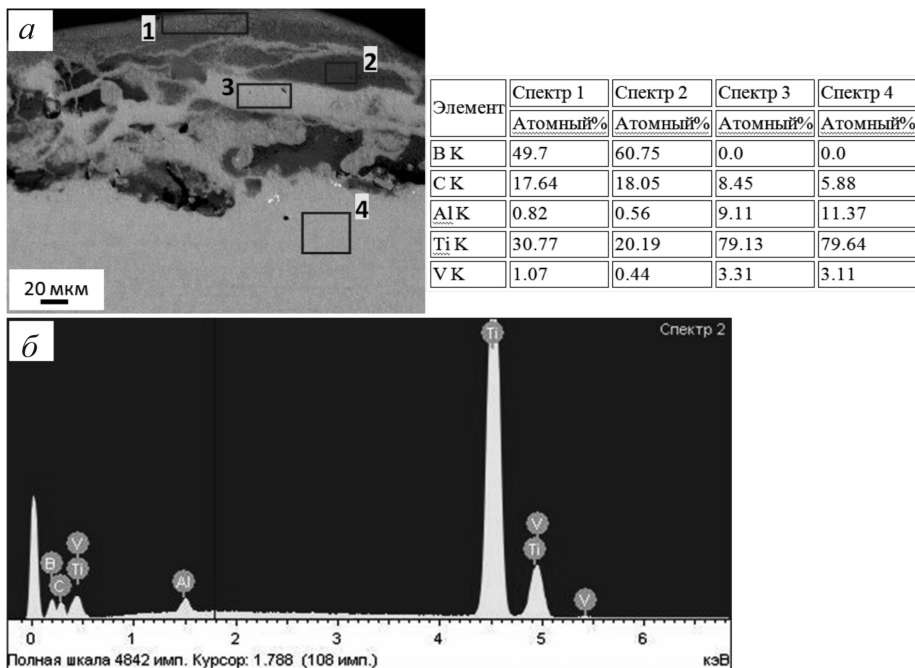 а
1
2
3
4
20 мкм
Элемент Спектр 1 Спектр 2 Спектр 3 Спектр 4
Атомный% Атомный% Атомный% Атомный%
B K 49.7 60.75 0.0 0.0
C K 17.64 18.05 8.45 5.88
Al K 0.82 0.56 9.11 11.37
Ti K 30.77 20.19 79.13 79.64
V K 1.07 0.44 3.31 3.11
б
Спектр 2
Ti
V
V
B
Ti
Ti
C
Al
V
0 1 2 3 4 5 6
Полная шкала 4842 имп. Курсор: 1.788 (108 имп.) кэВ